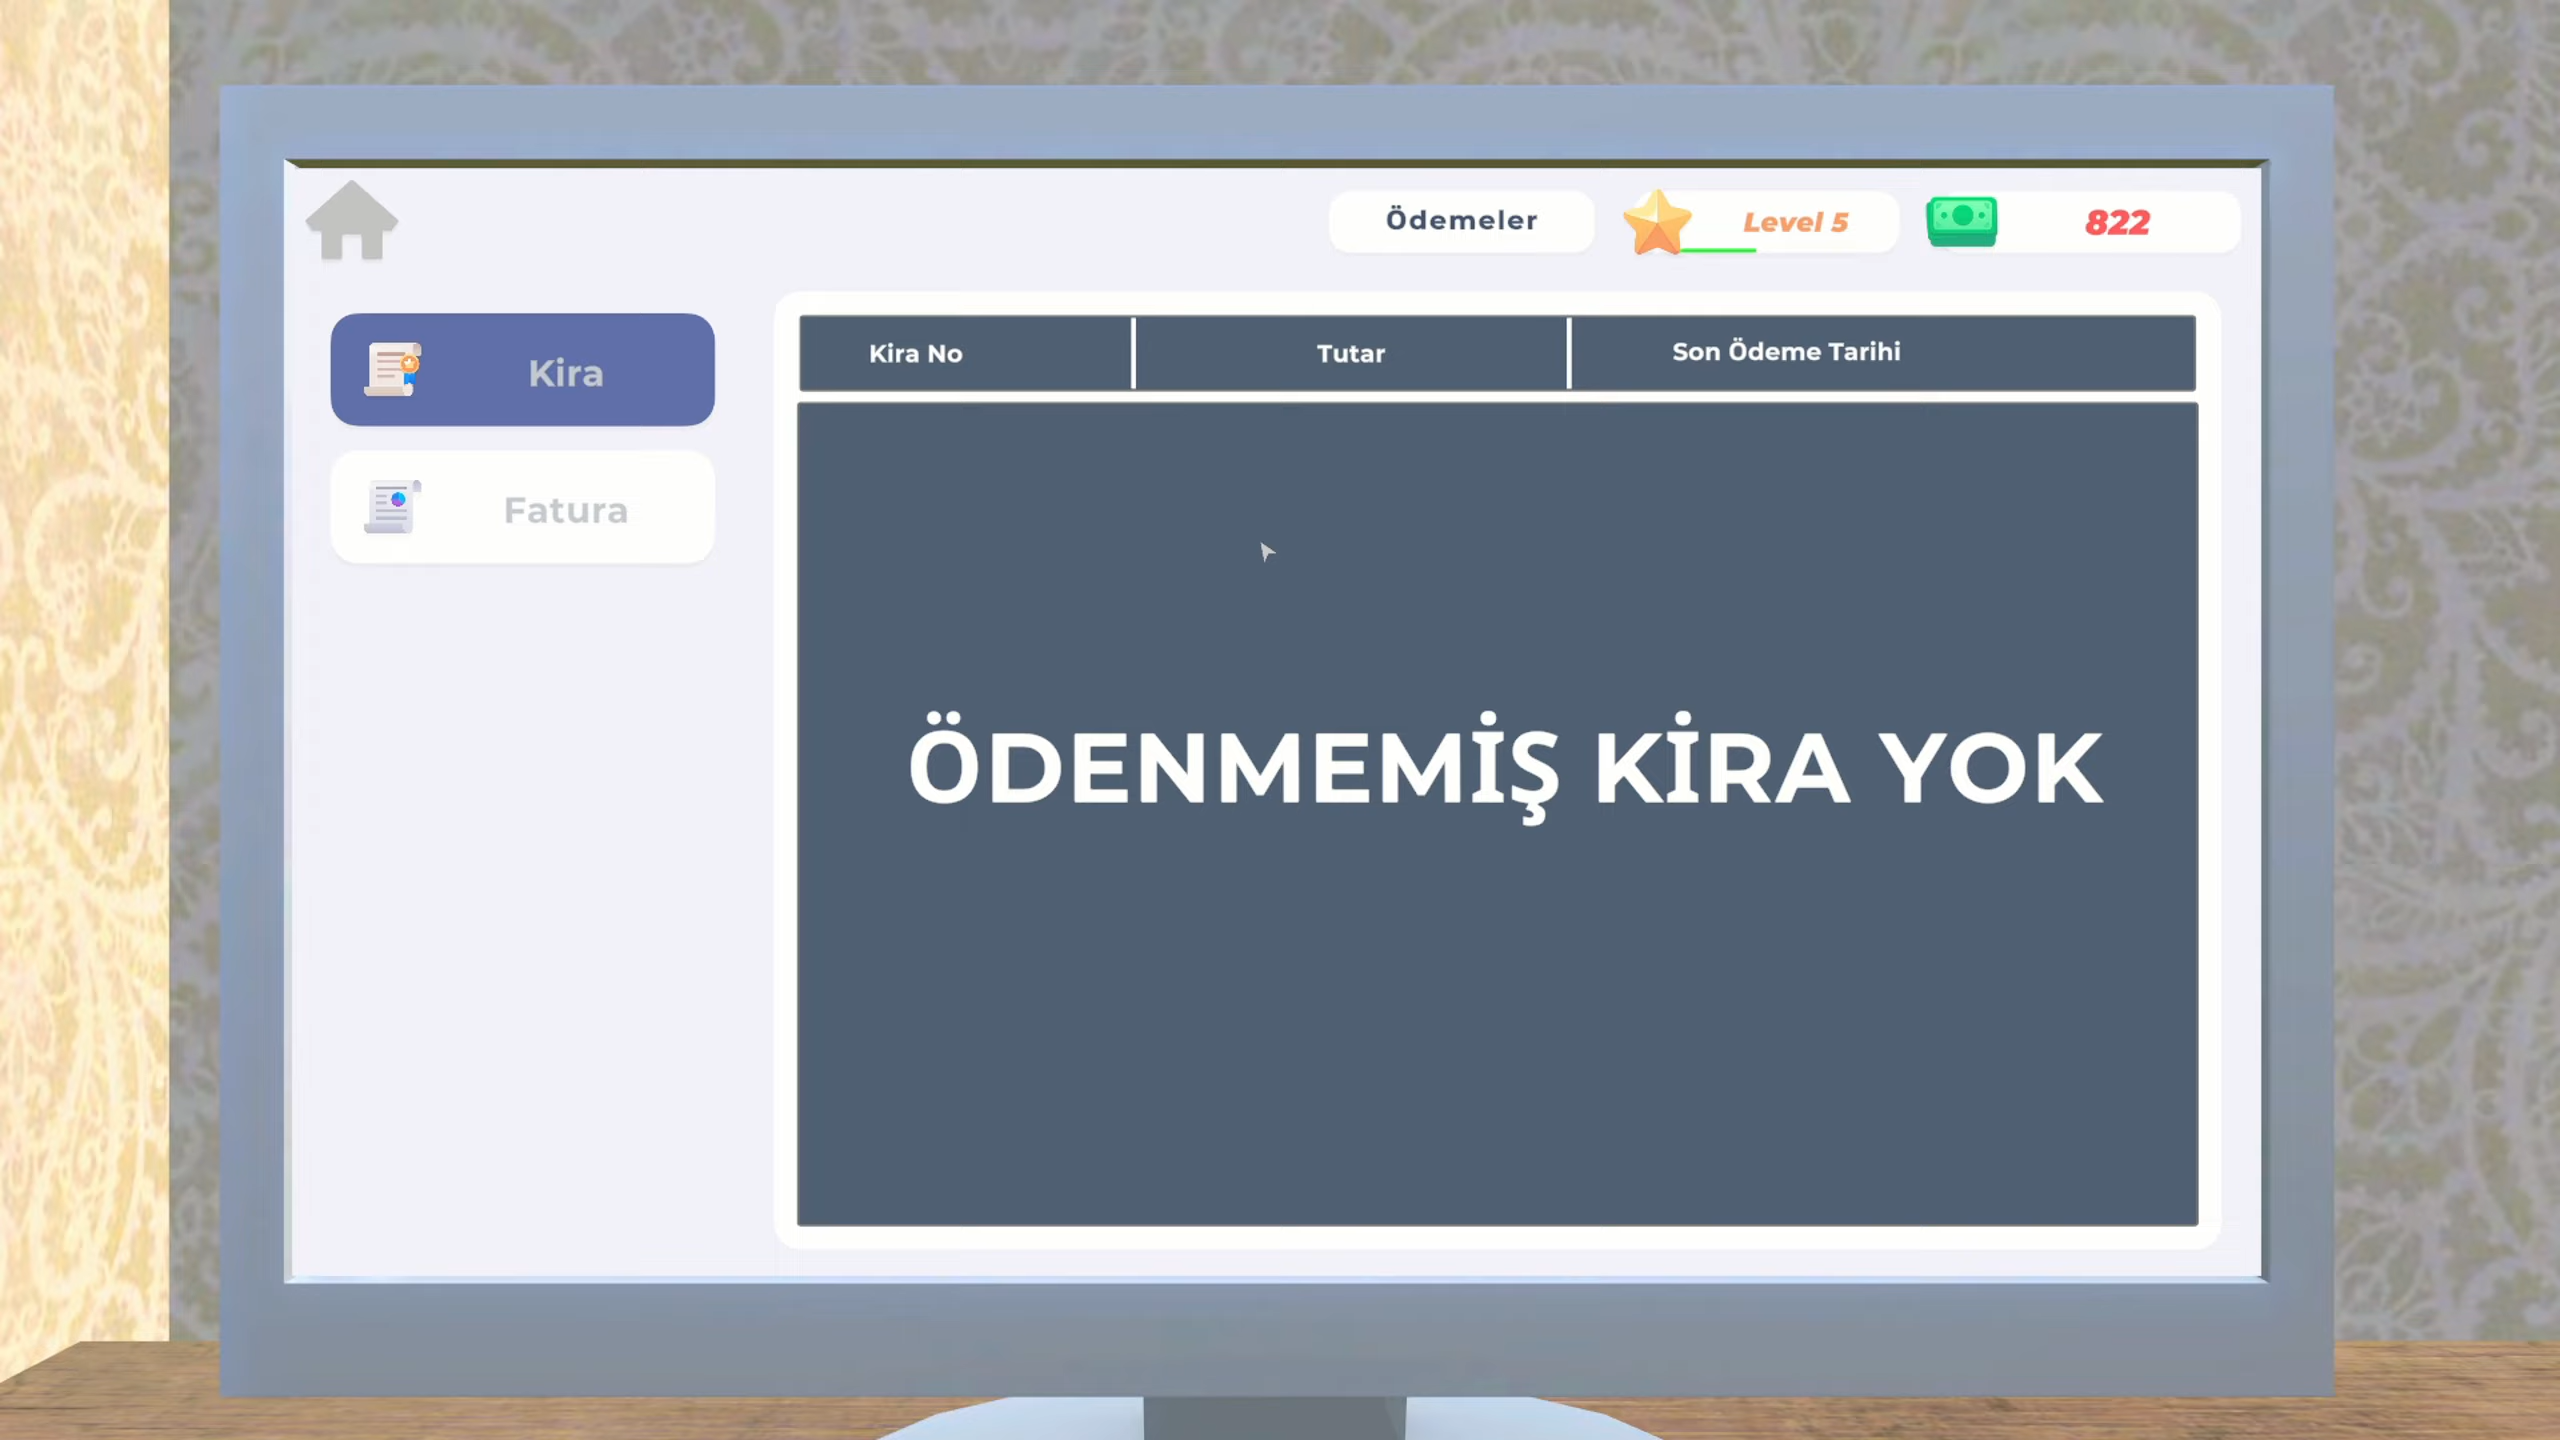 Ödemeler
Level 5
822
Kira
Fatura
Kira No
Tutar
Son Ödeme Tarihi
ÖDENMEMİŞ KİRA YOK